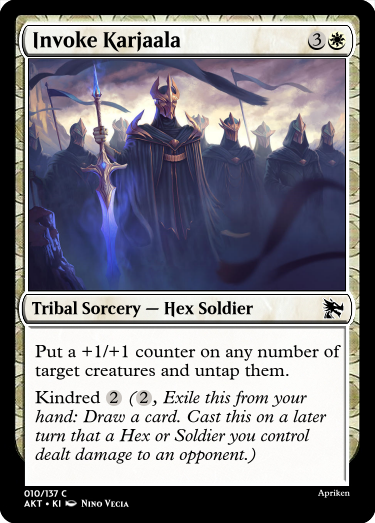 Invoke Karjaala 3
Tribal Sorcery — Hex Soldier
Put a +1/+1 counter on any number of
target creatures and untap them.
Kindred 2 (2, Exile this from your
hand: Draw a card. Cast this on a later
turn that a Hex or Soldier you control
dealt damage to an opponent.)
010/137 C
Apriken
AKT • KI Nino Vecia